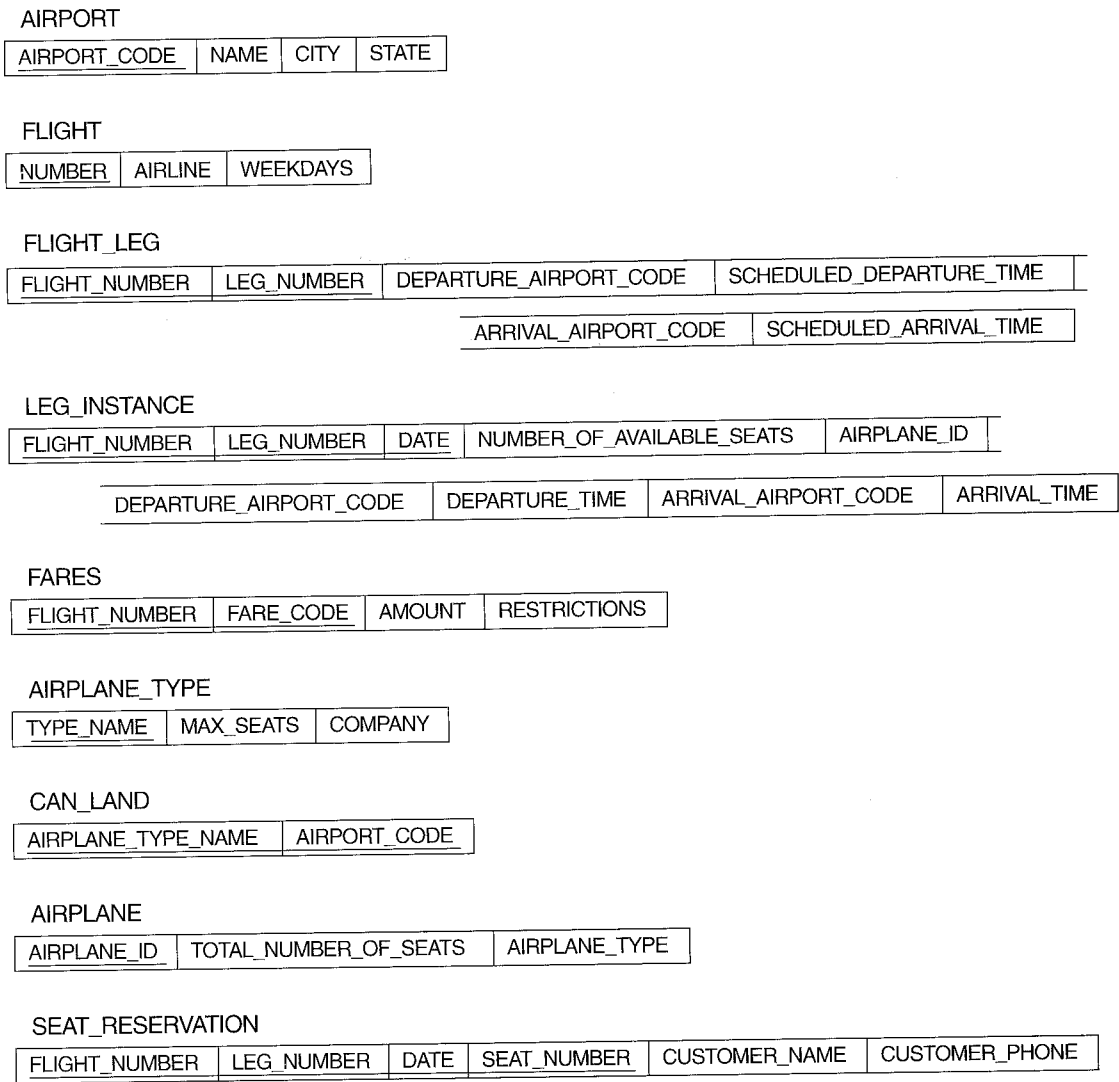 AIRPORT
AIRPORT_CODE NAME CITY STATE
FLIGHT
NUMBER AIRLINE WEEKDAYS
FLIGHT_LEG
FLIGHT_NUMBER LEG_NUMBER DEPARTURE_AIRPORT_CODE SCHEDULED_DEPARTURE_TIME
ARRIVAL_AIRPORT_CODE SCHEDULED_ARRIVAL_TIME
LEG_INSTANCE
FLIGHT_NUMBER LEG_NUMBER DATE NUMBER_OF_AVAILABLE_SEATS AIRPLANE_ID
DEPARTURE_AIRPORT_CODE DEPARTURE_TIME ARRIVAL_AIRPORT_CODE ARRIVAL_TIME
FARES
FLIGHT_NUMBER FARE_CODE AMOUNT RESTRICTIONS
AIRPLANE_TYPE
TYPE_NAME MAX_SEATS COMPANY
CAN_LAND
AIRPLANE_TYPE_NAME AIRPORT_CODE
AIRPLANE
AIRPLANE_ID TOTAL_NUMBER_OF_SEATS AIRPLANE_TYPE
SEAT_RESERVATION
FLIGHT_NUMBER LEG_NUMBER DATE SEAT_NUMBER CUSTOMER_NAME CUSTOMER_PHONE